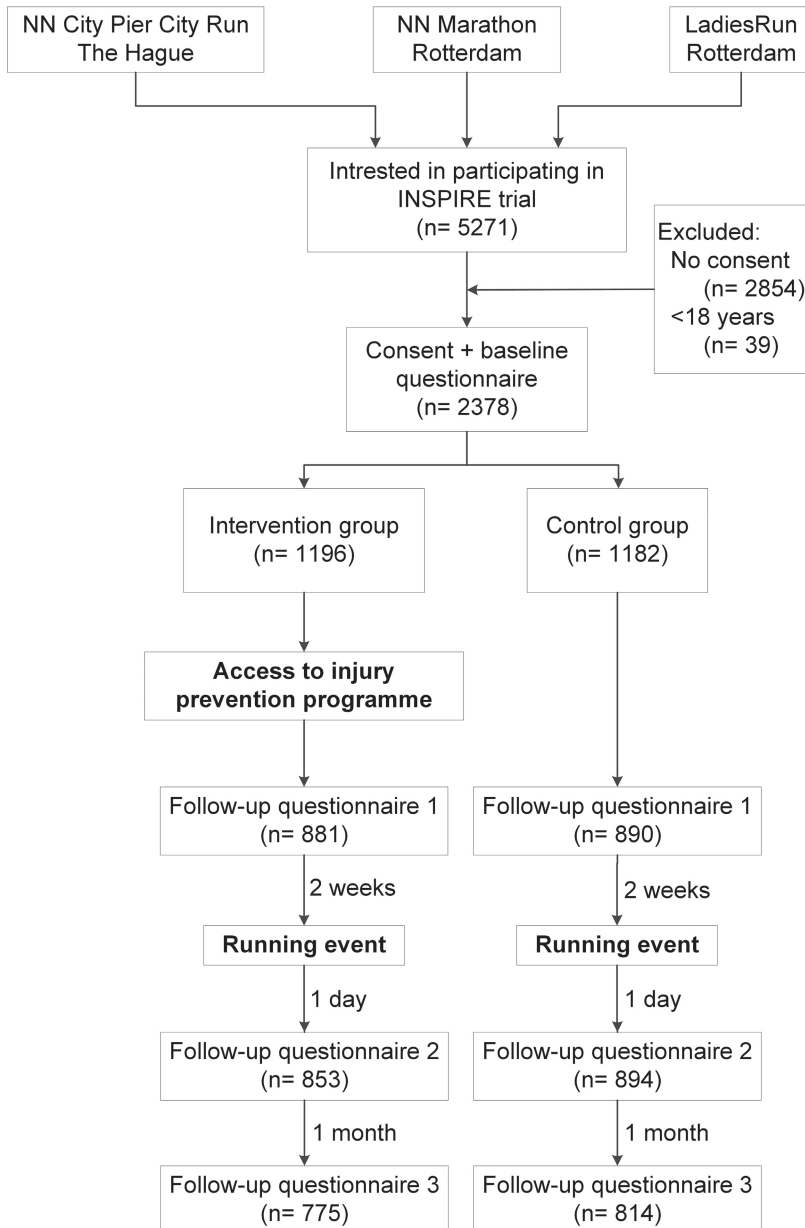 NN City Pier City Run
The Hague
NN Marathon
Rotterdam
LadiesRun
Rotterdam
Intrested in participating in
INSPIRE trial
(n= 5271)
Excluded:
No consent
(n= 2854)
<18 years
(n= 39)
Consent + baseline
questionnaire
(n= 2378)
Intervention group
(n= 1196)
Control group
(n= 1182)
Access to injury
prevention programme
Follow-up questionnaire 1
(n= 881)
Follow-up questionnaire 1
(n= 890)
2 weeks
2 weeks
Running event
Running event
1 day
1 day
Follow-up questionnaire 2
(n= 853)
Follow-up questionnaire 2
(n= 894)
1 month
1 month
Follow-up questionnaire 3
(n= 775)
Follow-up questionnaire 3
(n= 814)